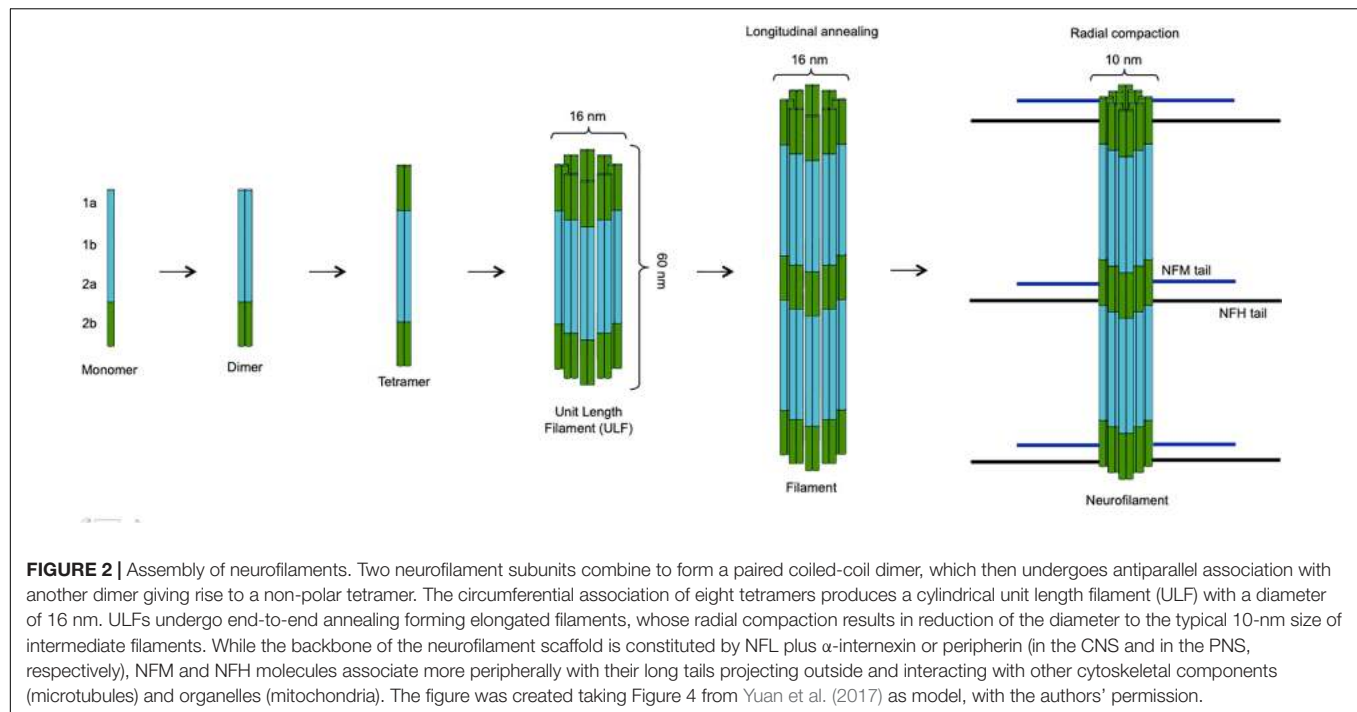 Longitudinal annealing
Radial compaction
16 nm
10 nm
16 nm
1a
1b
2a
2b
60 nm
NFM tail
NFH tail
Monomer
Dimer
Tetramer
Unit Length
Filament (ULF)
Filament
Neurofilament
FIGURE 2 | Assembly of neurofilaments. Two neurofilament subunits combine to form a paired coiled-coil dimer, which then undergoes antiparallel association with
another dimer giving rise to a non-polar tetramer. The circumferential association of eight tetramers produces a cylindrical unit length filament (ULF) with a diameter
of 16 nm. ULFs undergo end-to-end annealing forming elongated filaments, whose radial compaction results in reduction of the diameter to the typical 10-nm size of
intermediate filaments. While the backbone of the neurofilament scaffold is constituted by NFL plus α-internexin or peripherin (in the CNS and in the PNS,
respectively), NFM and NFH molecules associate more peripherally with their long tails projecting outside and interacting with other cytoskeletal components
(microtubules) and organelles (mitochondria). The figure was created taking Figure 4 from Yuan et al. (2017) as model, with the authors' permission.